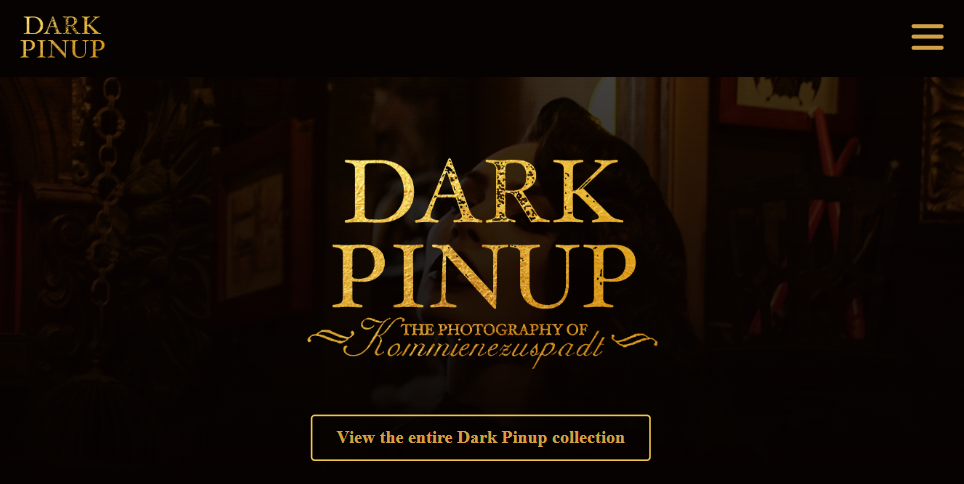 DARK
PINUP
DARK
PINUP
THE PHOTOGRAPHY OF
Kommienezuspadt
View the entire Dark Pinup collection